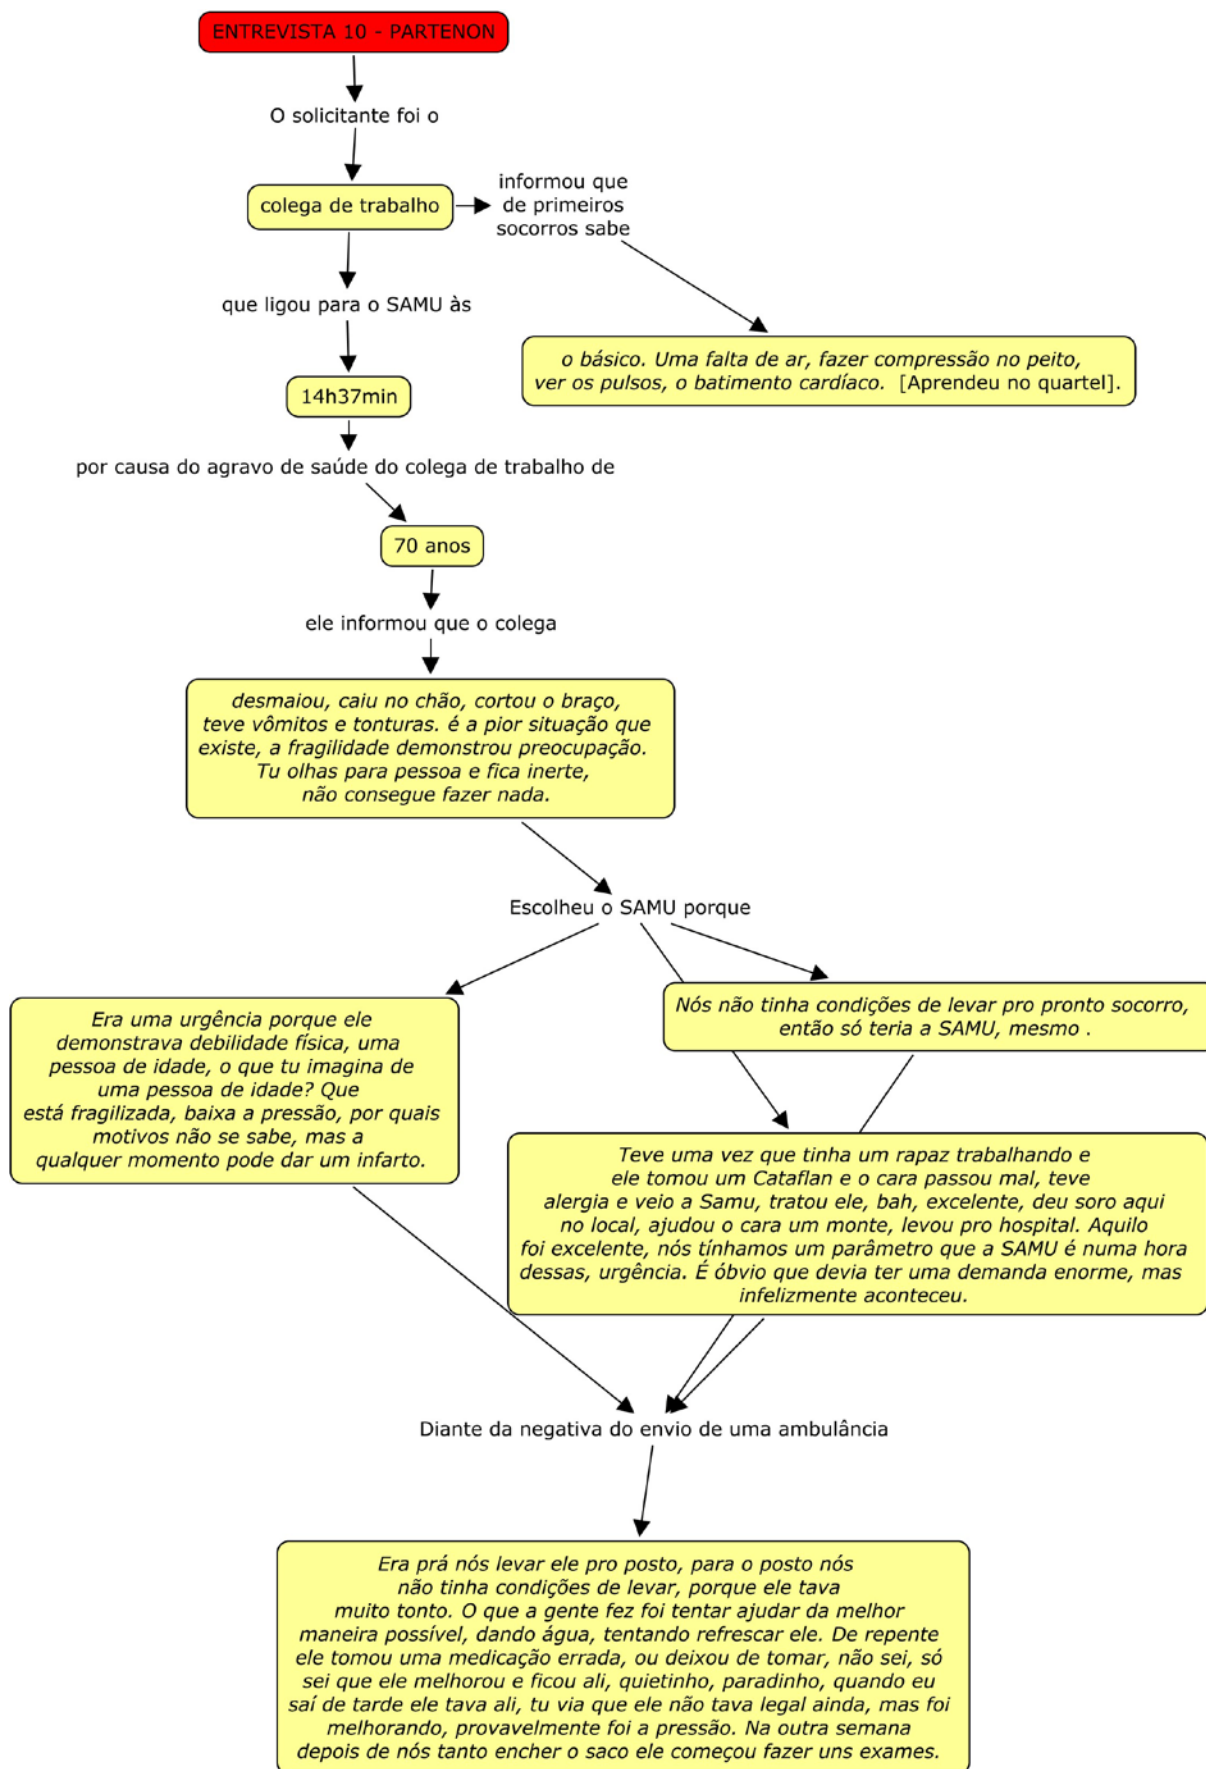 ENTREVISTA 10 - PARTENON
O solicitante foi o
colega de trabalho
informou que
de primeiros
socorros sabe
o básico. Uma falta de ar, fazer compressão no peito,
ver os pulsos, o batimento cardíaco. [Aprendeu no quartel].
que ligou para o SAMU às
14h37min
por causa do agravo de saúde do colega de trabalho de
70 anos
ele informou que o colega
desmaiou, caiu no chão, cortou o braço,
teve vômitos e tonturas. é a pior situação que
existe, a fragilidade demonstrou preocupação.
Tu olhas para pessoa e fica inerte,
não consegue fazer nada.
Escolheu o SAMU porque
Era uma urgência porque ele
demonstrava debilidade física, uma
pessoa de idade, o que tu imagina de
uma pessoa de idade? Que
está fragilizada, baixa a pressão, por quais
motivos não se sabe, mas a
qualquer momento pode dar um infarto.
Nós não tinha condições de levar pro pronto socorro,
então só teria a SAMU, mesmo .
Teve uma vez que tinha um rapaz trabalhando e
ele tomou um Cataflan e o cara passou mal, teve
alergia e veio a Samu, tratou ele, bah, excelente, deu soro aqui
no local, ajudou o cara um monte, levou pro hospital. Aquilo
foi excelente, nós tínhamos um parâmetro que a SAMU é numa hora
dessas, urgência. É óbvio que devia ter uma demanda enorme, mas
infelizmente aconteceu.
Diante da negativa do envio de uma ambulância
Era prá nós levar ele pro posto, para o posto nós
não tinha condições de levar, porque ele tava
muito tonto. O que a gente fez foi tentar ajudar da melhor
maneira possível, dando água, tentando refrescar ele. De repente
ele tomou uma medicação errada, ou deixou de tomar, não sei, só
sei que ele melhorou e ficou ali, quietinho, paradinho, quando eu
saí de tarde ele tava ali, tu via que ele não tava legal ainda, mas foi
melhorando, provavelmente foi a pressão. Na outra semana
depois de nós tanto encher o saco ele começou fazer uns exames.